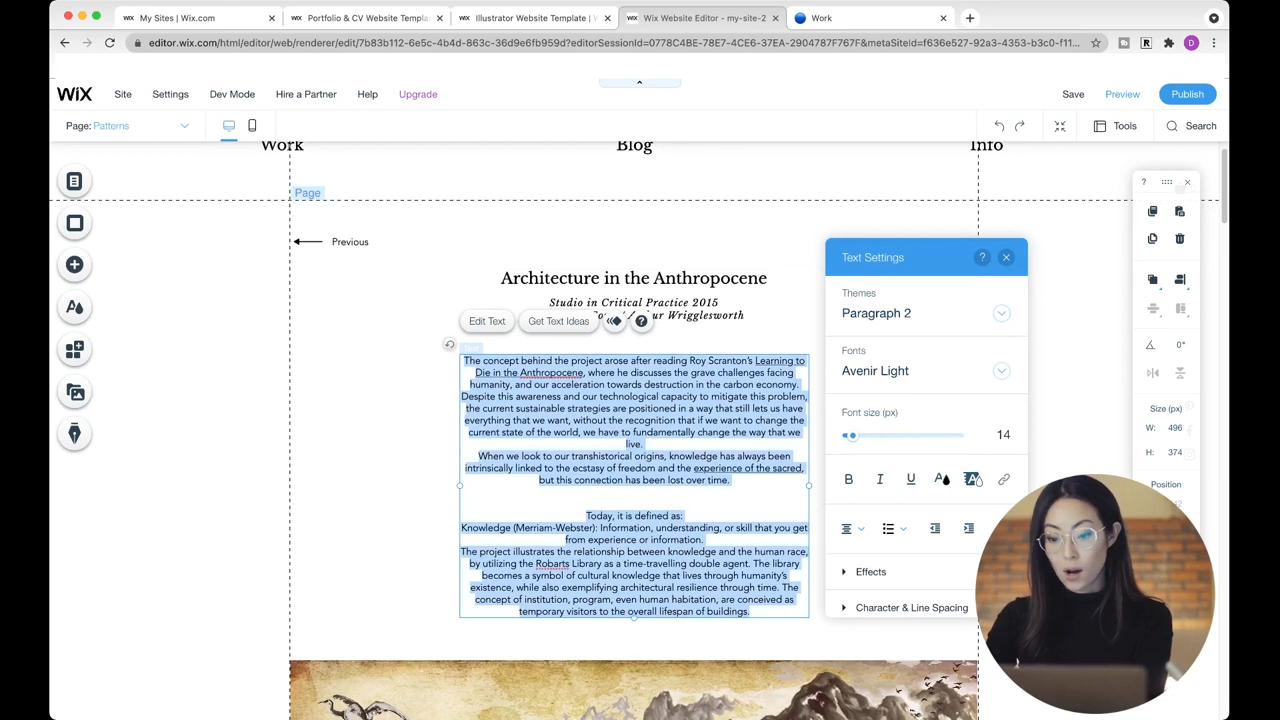 My Sites | Wix.com
Portfolio & CV Website Templa
Illustrator Website Template | W
Wix Website Editor - my-site-2
Work
editor.wix.com/html/editor/web/renderer/edit/7b83b112-6e5c-4b4d-863c-36d9e6fb959d?editorSessionId=0778C4BE-78E7-4CE6-37EA-2904787F767F&metaSiteId=f636e527-92a3-4353-b3c0-f11...
WiX Site Settings Dev Mode Hire a Partner Help Upgrade Save Preview Publish
Page: Patterns Tools Search
Work Blog Info
Page
Previous
Architecture in the Anthropocene
Studio in Critical Practice 2015
ur Wrigglesworth
Edit Text Get Text Ideas
Text
The concept behind the project arose after reading Roy Scranton's Learning to
Die in the Anthropocene, where he discusses the grave challenges facing
humanity, and our acceleration towards destruction in the carbon economy.
Despite this awareness and our technological capacity to mitigate this problem,
the current sustainable strategies are positioned in a way that still lets us have
everything that we want, without the recognition that if we want to change the
current state of the world, we have to fundamentally change the way that we
live.
When we look to our transhistorical origins, knowledge has always been
intrinsically linked to the ecstasy of freedom and the experience of the sacred,
but this connection has been lost over time.
Today, it is defined as:
Knowledge (Merriam-Webster): Information, understanding, or skill that you get
from experience or information.
The project illustrates the relationship between knowledge and the human race,
by utilizing the Robarts Library as a time-travelling double agent. The library
becomes a symbol of cultural knowledge that lives through humanity's
existence, while also exemplifying architectural resilience through time. The
concept of institution, program, even human habitation, are conceived as
temporary visitors to the overall lifespan of buildings.
Text Settings
Themes
Paragraph 2
Fonts
Avenir Light
Font size (px)
14
B I U
Effects
Character & Line Spacing
0°
Size (px)
W: 496
H: 374
Position